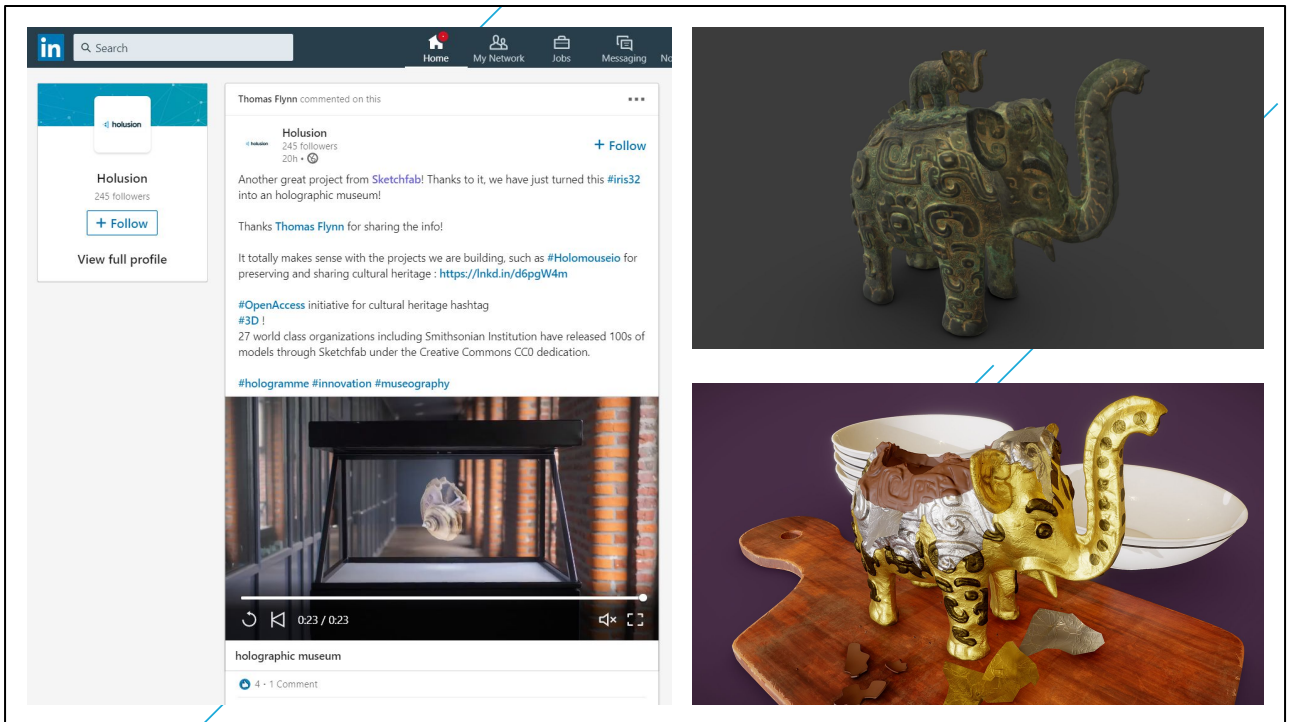 in
Search
Home
My Network
Jobs
Messaging
No
holusion
Holusion
245 followers
+ Follow
View full profile
Thomas Flynn commented on this
holusion
Holusion
245 followers
20h •
+ Follow
Another great project from Sketchfab! Thanks to it, we have just turned this #iris32
into an holographic museum!
Thanks Thomas Flynn for sharing the info!
It totally makes sense with the projects we are building, such as #Holomouseio for
preserving and sharing cultural heritage : https://lnkd.in/d6pgW4m
#OpenAccess initiative for cultural heritage hashtag
#3D !
27 world class organizations including Smithsonian Institution have released 100s of
models through Sketchfab under the Creative Commons CC0 dedication.
#hologramme #innovation #museography
0:23 / 0:23
holographic museum
4 • 1 Comment